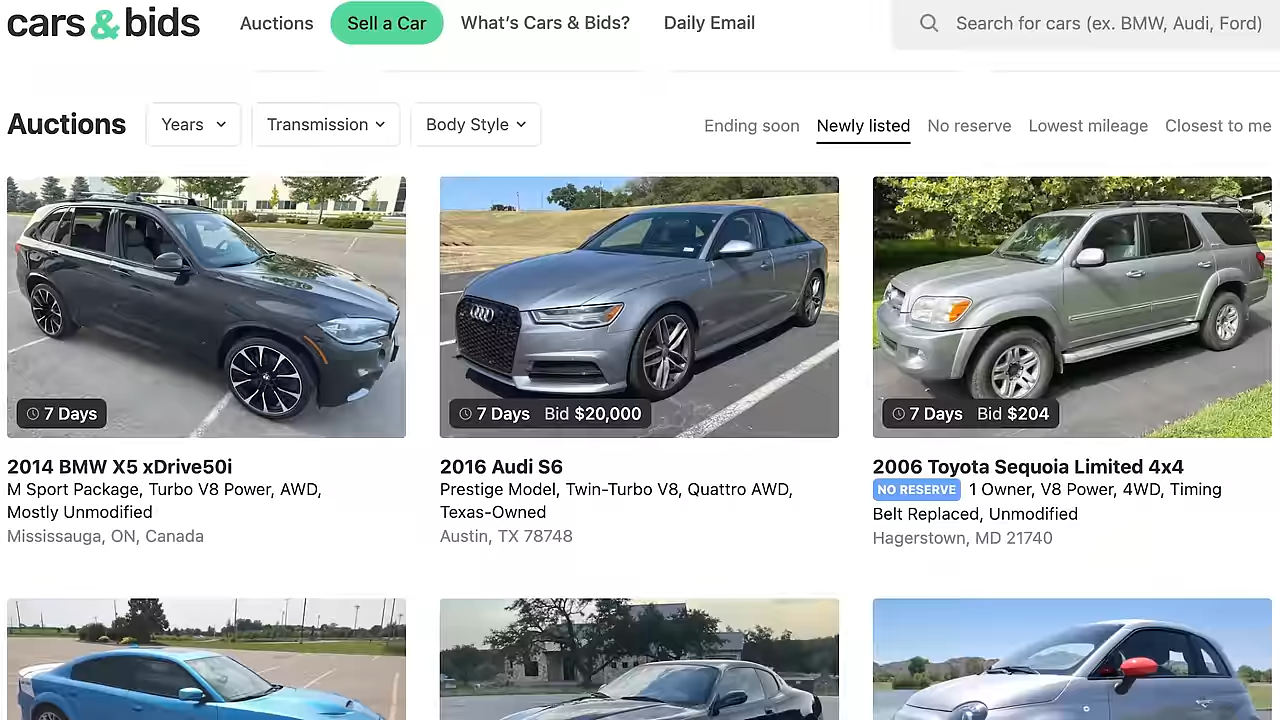 cars & bids
Auctions
Sell a Car
What's Cars & Bids?
Daily Email
Search for cars (ex. BMW, Audi, Ford)
Auctions
Years
Transmission
Body Style
Ending soon
Newly listed
No reserve
Lowest mileage
Closest to me
7 Days
7 Days Bid $20,000
7 Days Bid $204
2014 BMW X5 xDrive50i
M Sport Package, Turbo V8 Power, AWD,
Mostly Unmodified
Mississauga, ON, Canada
2016 Audi S6
Prestige Model, Twin-Turbo V8, Quattro AWD,
Texas-Owned
Austin, TX 78748
2006 Toyota Sequoia Limited 4x4
NO RESERVE 1 Owner, V8 Power, 4WD, Timing
Belt Replaced, Unmodified
Hagerstown, MD 21740